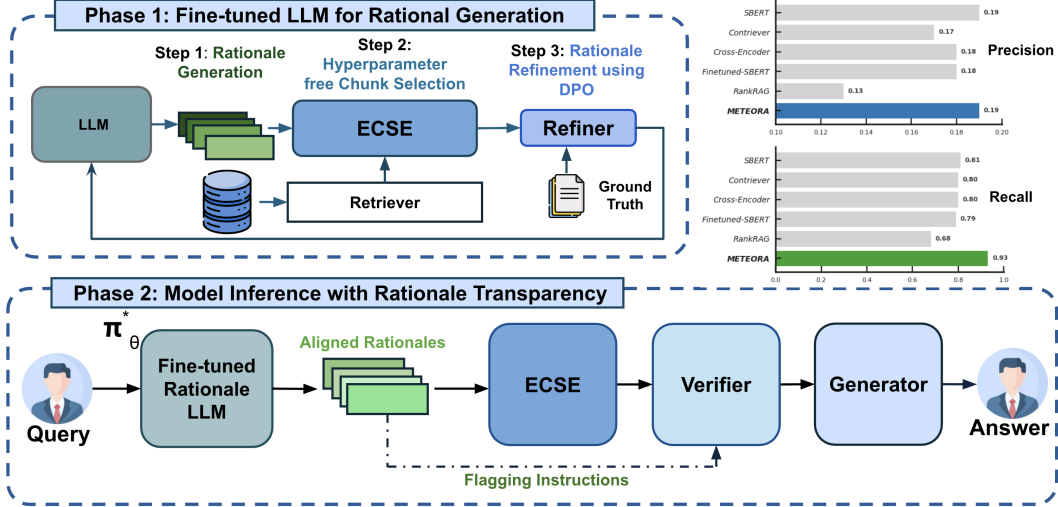 Phase 1: Fine-tuned LLM for Rational Generation
Step 1: Rationale
Generation
Step 2:
Hyperparameter
free Chunk Selection
Step 3: Rationale
Refinement using
DPO
LLM
ECSE
Refiner
Retriever
Ground
Truth
SBERT
0.19
Contriever
0.17
Cross-Encoder
0.18
Finetuned-SBERT
0.18
RankRAG
0.13
METEORA
0.19
0.10
0.12
0.14
0.16
0.18
0.20
Precision
SBERT
0.81
Contriever
0.80
Cross-Encoder
0.80
Finetuned-SBERT
0.79
RankRAG
0.68
METEORA
0.93
0.0
0.2
0.4
0.6
0.8
1.0
Recall
Phase 2: Model Inference with Rationale Transparency
π*θ
Query
Fine-tuned
Rationale
LLM
Aligned Rationales
ECSE
Verifier
Generator
Answer
Flagging Instructions